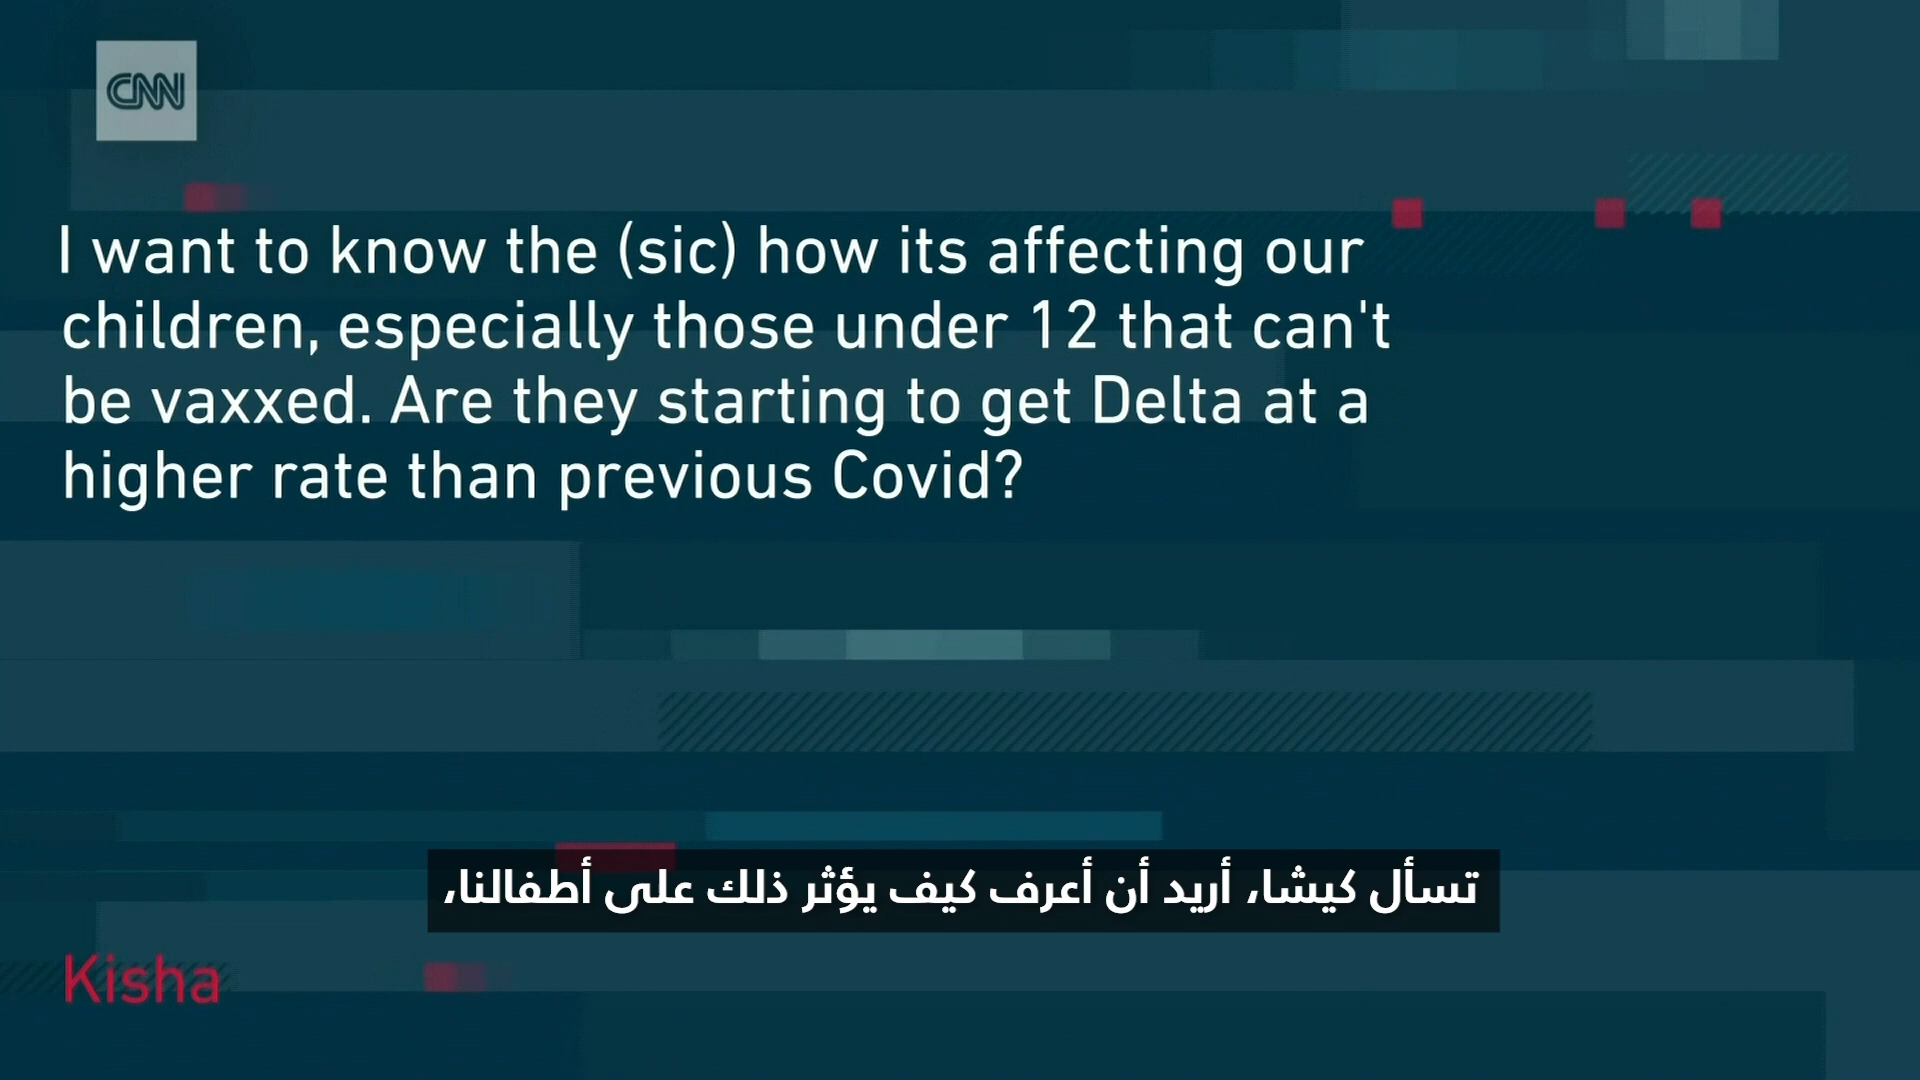 CNN
I want to know the (sic) how its affecting our
children, especially those under 12 that can't
be vaxxed. Are they starting to get Delta at a
higher rate than previous Covid?
تسأل كيشا، أريد أن أعرف كيف يؤثر ذلك على أطفالنا،
Kisha